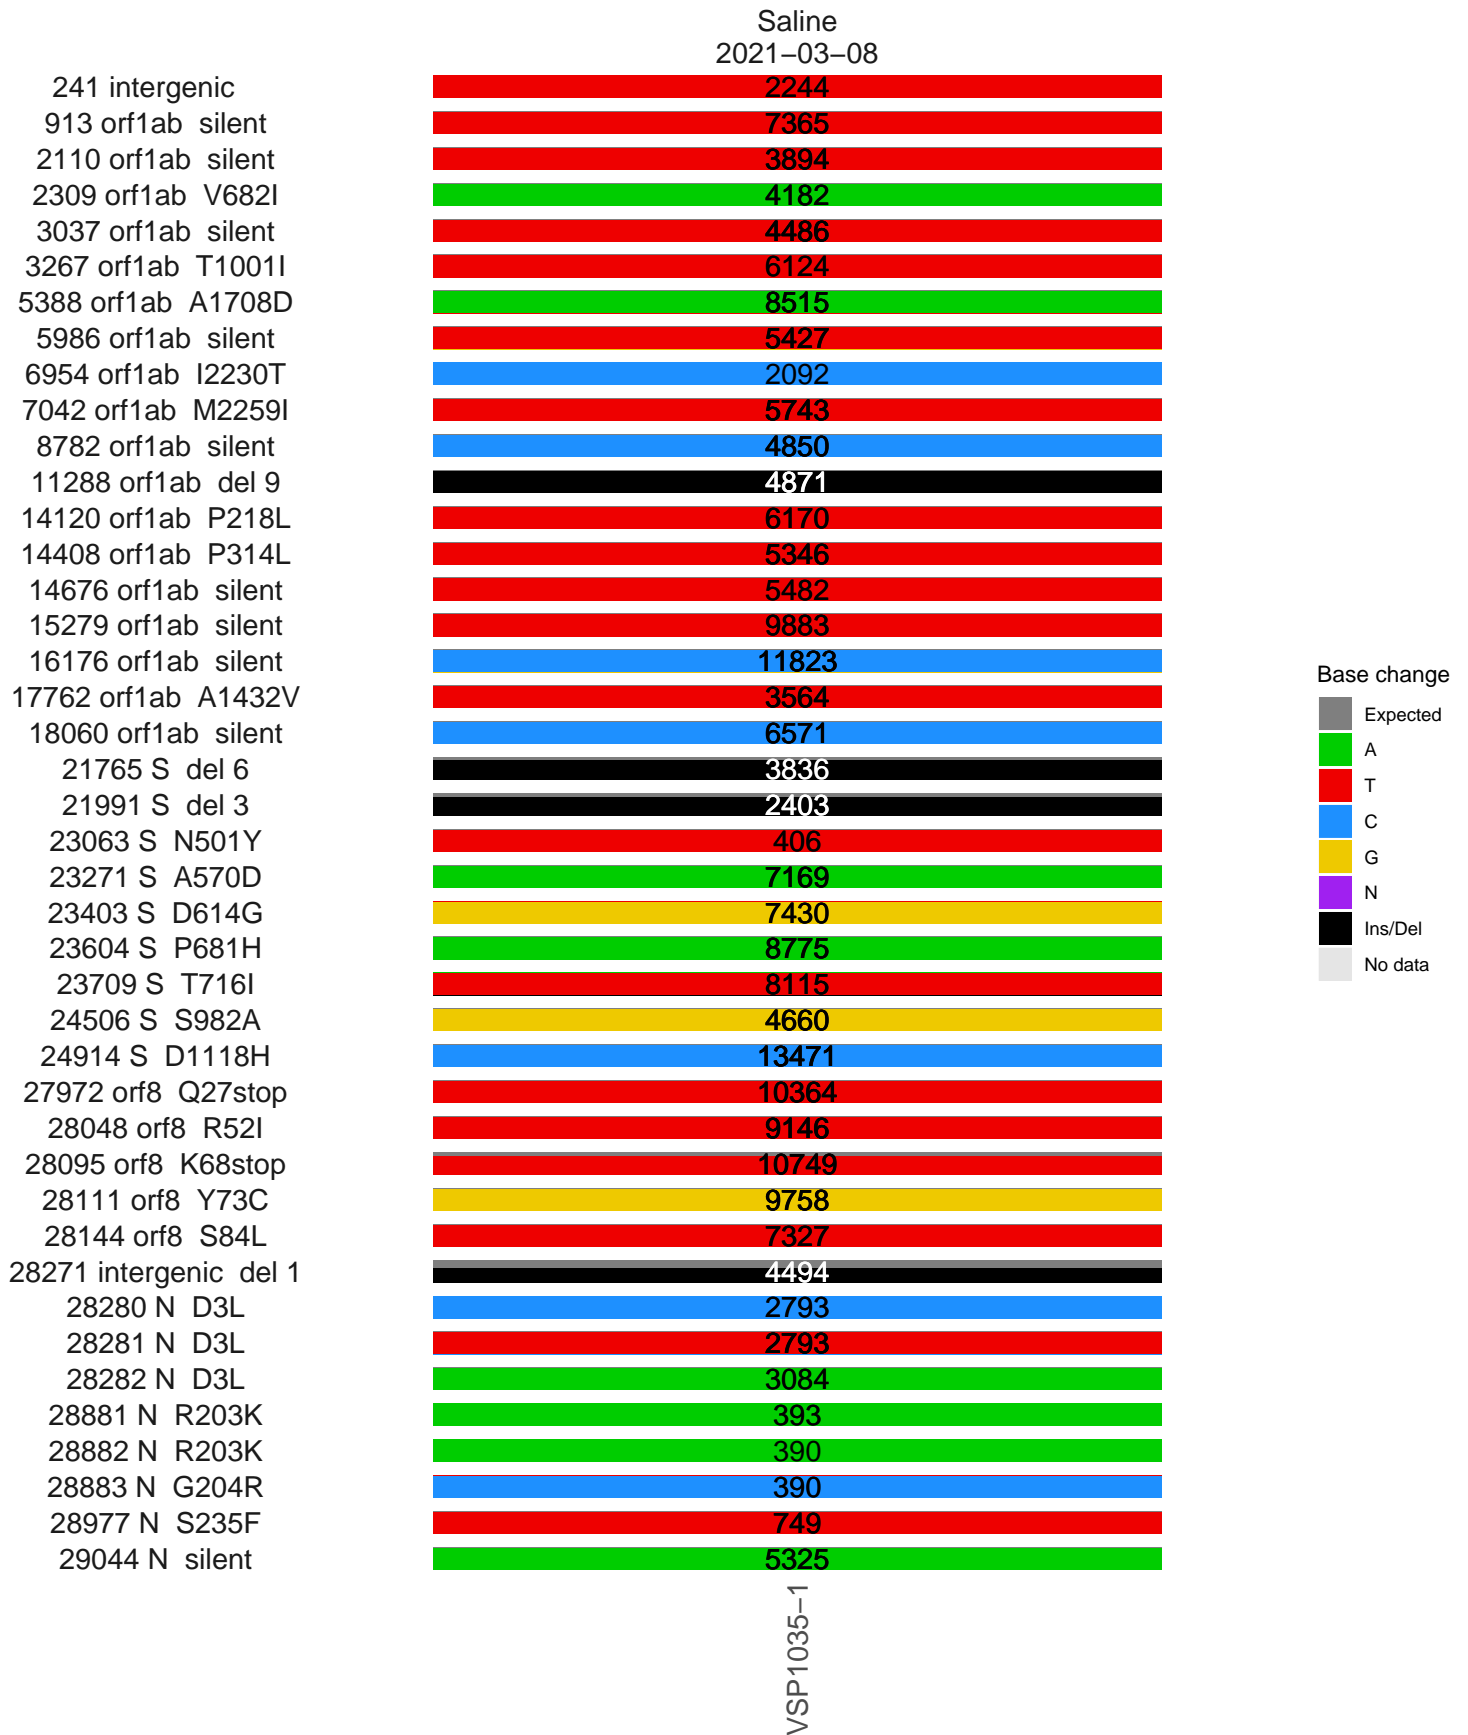 Saline
2021−03−08
241 intergenic 2244
913 orf1ab silent 7365
2110 orf1ab silent 3894
2309 orf1ab V682I 4182
3037 orf1ab silent 4486
3267 orf1ab T1001I 6124
5388 orf1ab A1708D 8515
5986 orf1ab silent 5427
6954 orf1ab I2230T 2092
7042 orf1ab M2259I 5743
8782 orf1ab silent 4850
11288 orf1ab del 9 4871
14120 orf1ab P218L 6170
14408 orf1ab P314L 5346
14676 orf1ab silent 5482
15279 orf1ab silent 9883
16176 orf1ab silent 11823
17762 orf1ab A1432V 3564
18060 orf1ab silent 6571
21765 S del 6 3836
21991 S del 3 2403
23063 S N501Y 406
23271 S A570D 7169
23403 S D614G 7430
23604 S P681H 8775
23709 S T716I 8115
24506 S S982A 4660
24914 S D1118H 13471
27972 orf8 Q27stop 10364
28048 orf8 R52I 9146
28095 orf8 K68stop 10749
28111 orf8 Y73C 9758
28144 orf8 S84L 7327
28271 intergenic del 1 4494
28280 N D3L 2793
28281 N D3L 2793
28282 N D3L 3084
28881 N R203K 393
28882 N R203K 390
28883 N G204R 390
28977 N S235F 749
29044 N silent 5325
VSP1035−1
Base change
Expected
A
T
C
G
N
Ins/Del
No data